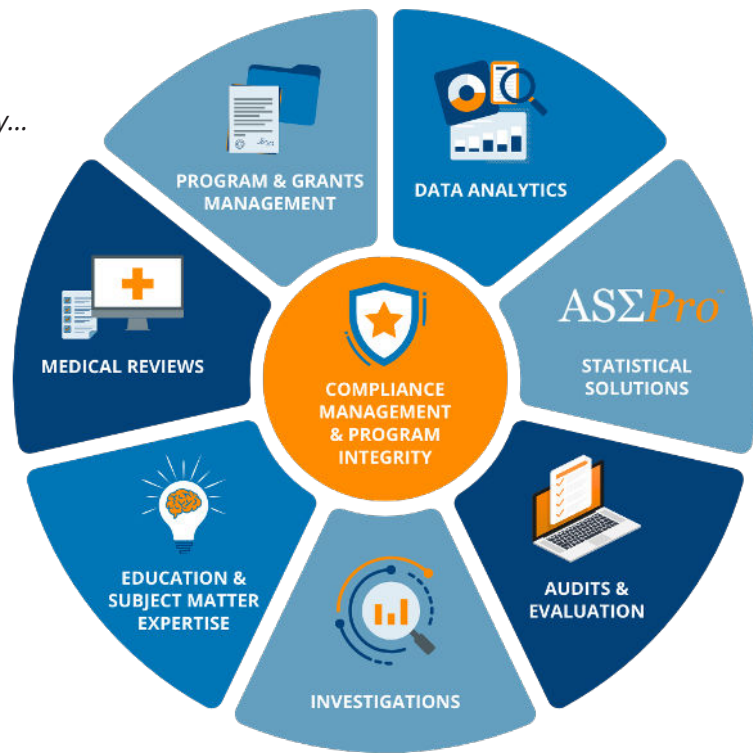 y...
PROGRAM & GRANTS
MANAGEMENT
DATA ANALYTICS
ASΣPro™
STATISTICAL
SOLUTIONS
AUDITS &
EVALUATION
INVESTIGATIONS
EDUCATION &
SUBJECT MATTER
EXPERTISE
MEDICAL REVIEWS
COMPLIANCE
MANAGEMENT
& PROGRAM
INTEGRITY